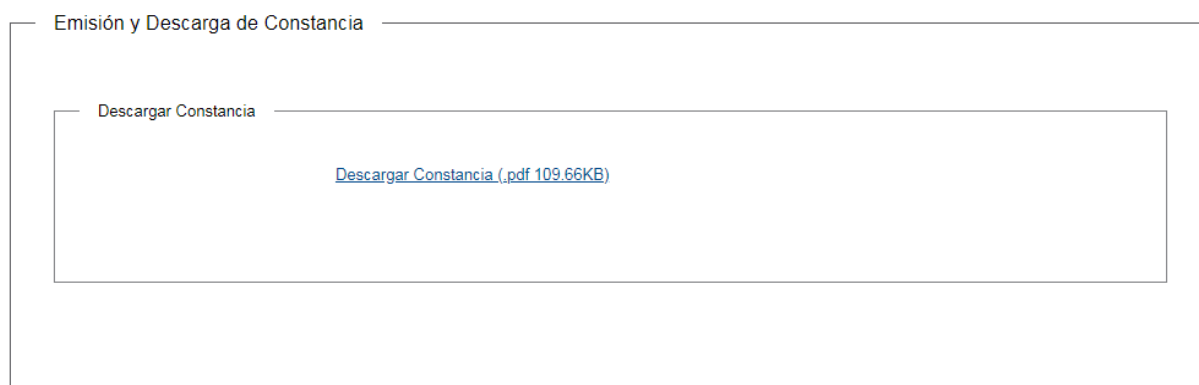 Emisión y Descarga de Constancia
Descargar Constancia
Descargar Constancia (.pdf 109.66KB)